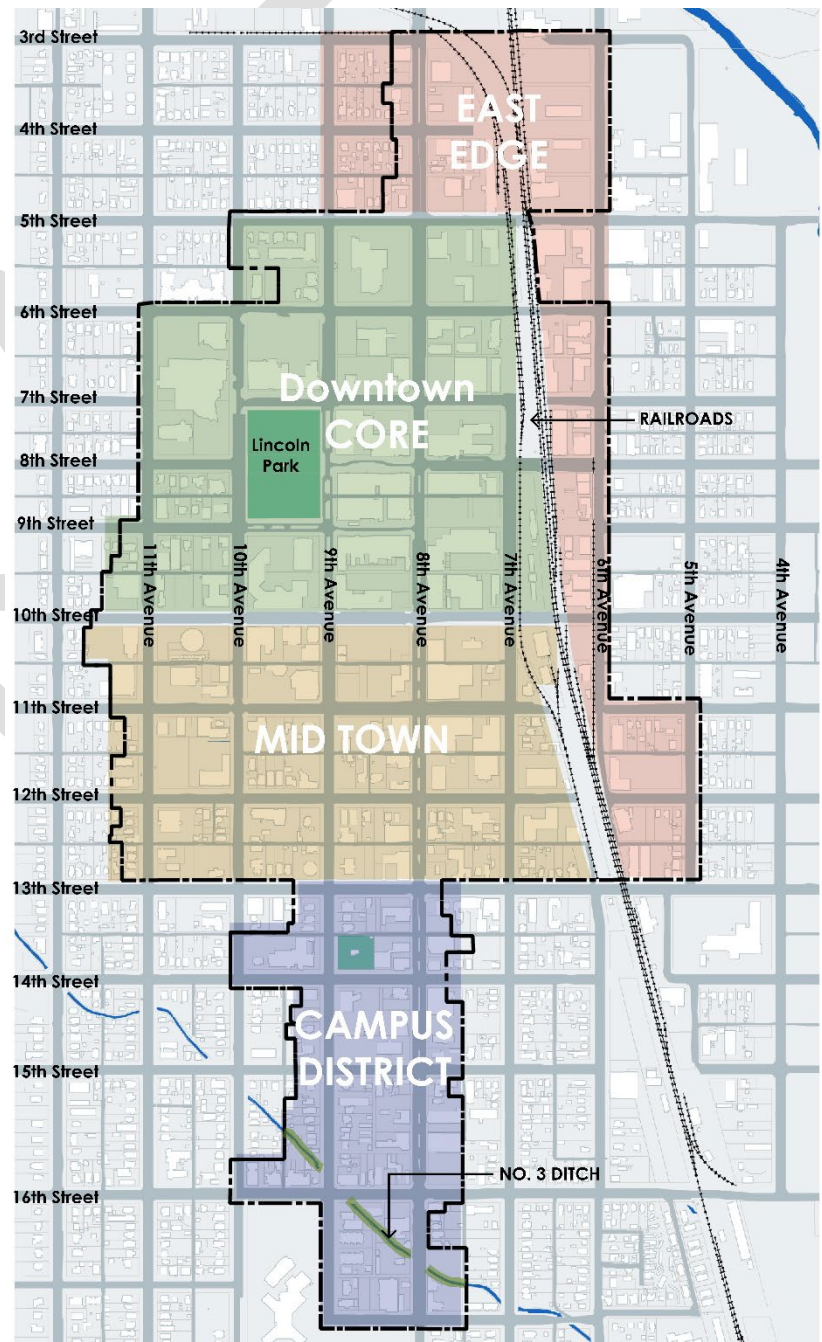 3rd Street
EAST
EDGE
4th Street
5th Street
6th Street
7th Street
Downtown
CORE
RAILROADS
Lincoln
Park
8th Street
9th Street
11th Avenue
10th Avenue
9th Avenue
8th Avenue
7th Avenue
6th Avenue
5th Avenue
4th Avenue
10th Street
11th Street
MID TOWN
12th Street
13th Street
14th Street
CAMPUS
DISTRICT
15th Street
NO. 3 DITCH
16th Street